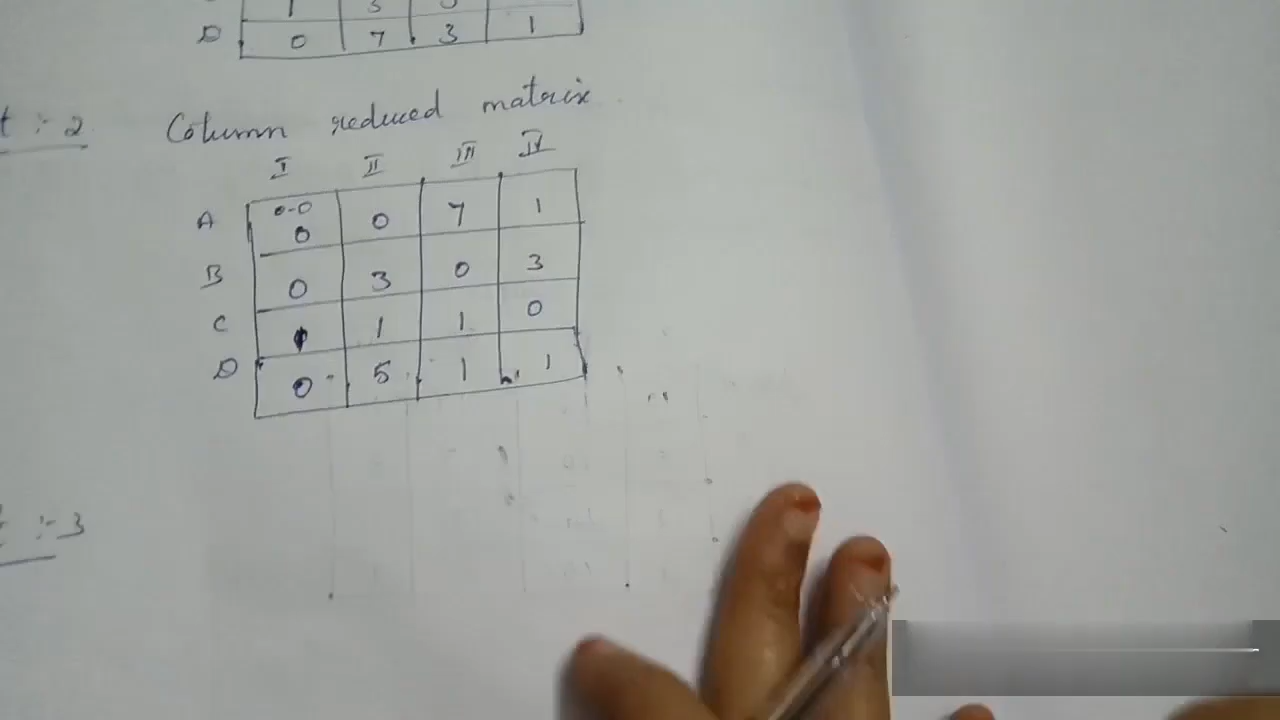 D 0 7 3 1
t :- 2 Column reduced matrix
I II III IV
0-0
A 0 0 7 1
B 0 3 0 3
C 1 1 0
D 0 5 1 1
:- 3